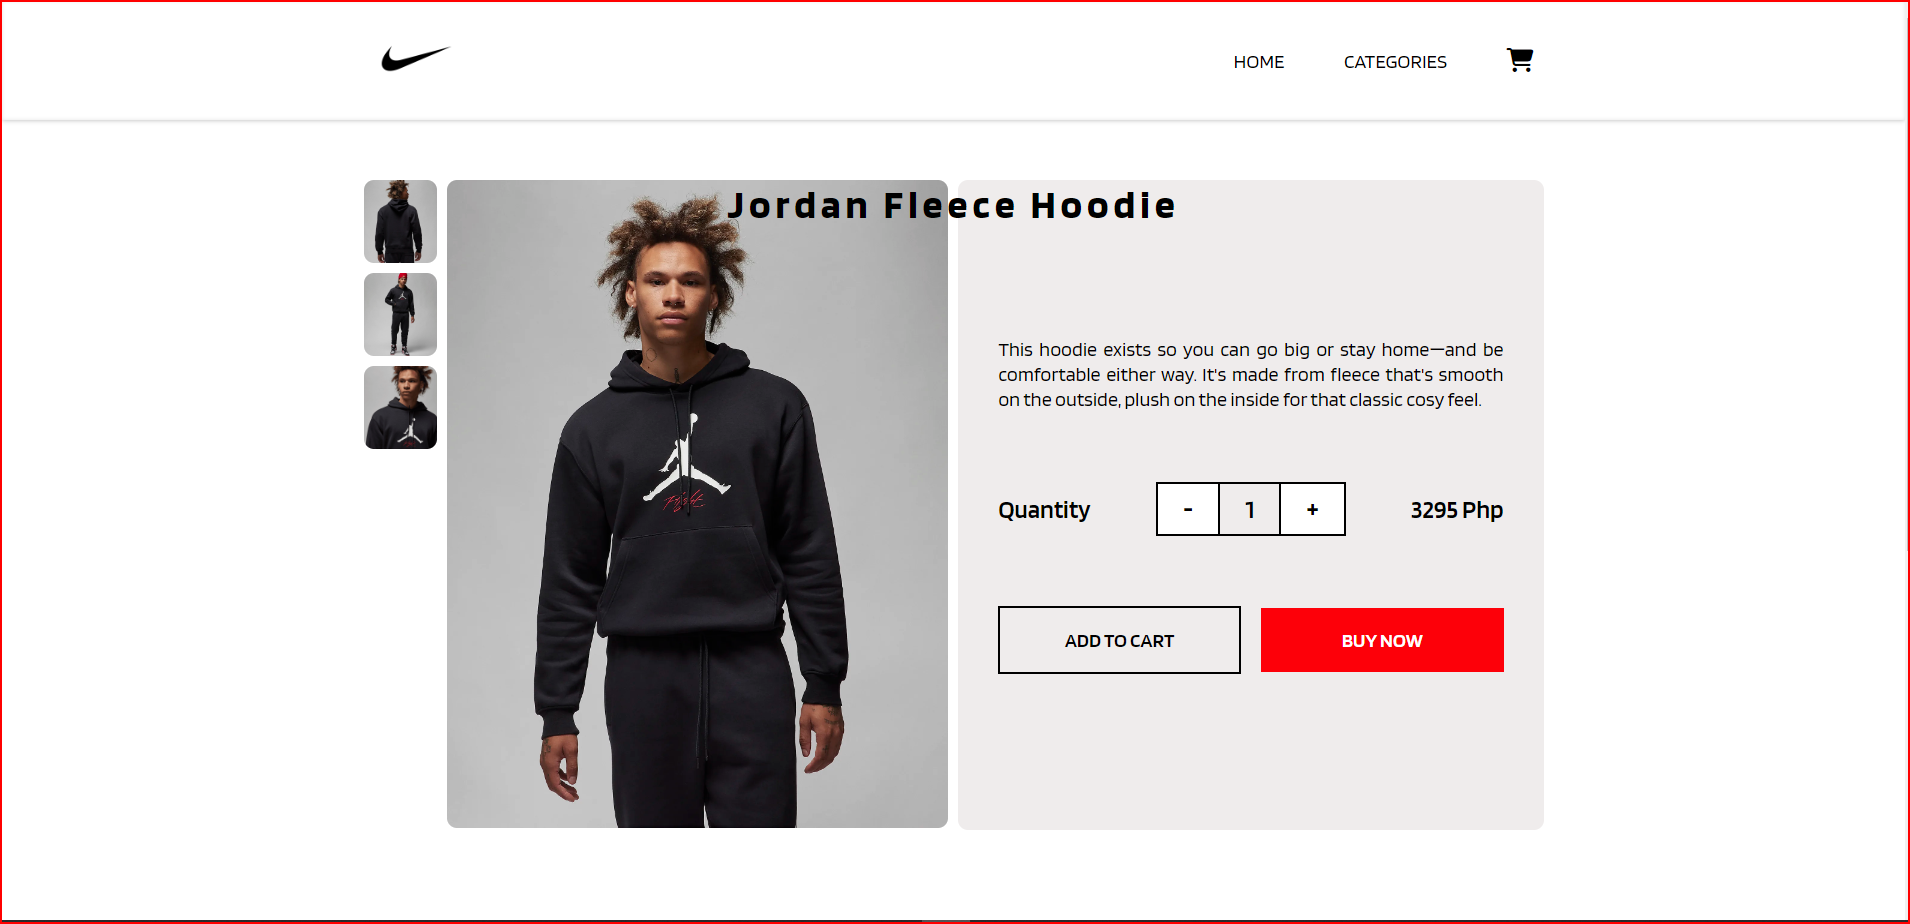 HOME
CATEGORIES
Jordan Fleece Hoodie
This hoodie exists so you can go big or stay home—and be
comfortable either way. It's made from fleece that's smooth
on the outside, plush on the inside for that classic cosy feel.
Quantity
-
1
+
3295 Php
ADD TO CART
BUY NOW
Flight